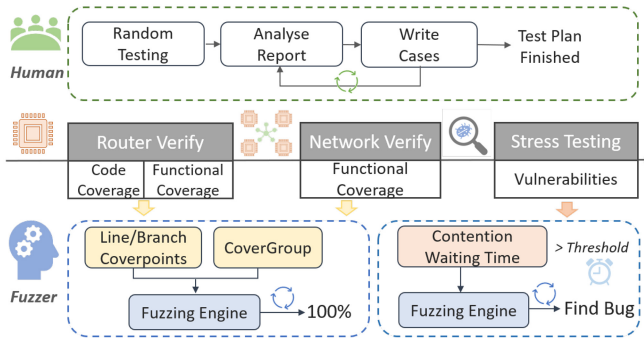 Random
Testing
Analyse
Report
Write
Cases
Test Plan
Finished
Human
Router Verify
Network Verify
Stress Testing
Code
Coverage
Functional
Coverage
Functional
Coverage
Vulnerabilities
Line/Branch
Coverpoints
CoverGroup
Contention
Waiting Time
> Threshold
Fuzzer
Fuzzing Engine
100%
Fuzzing Engine
Find Bug